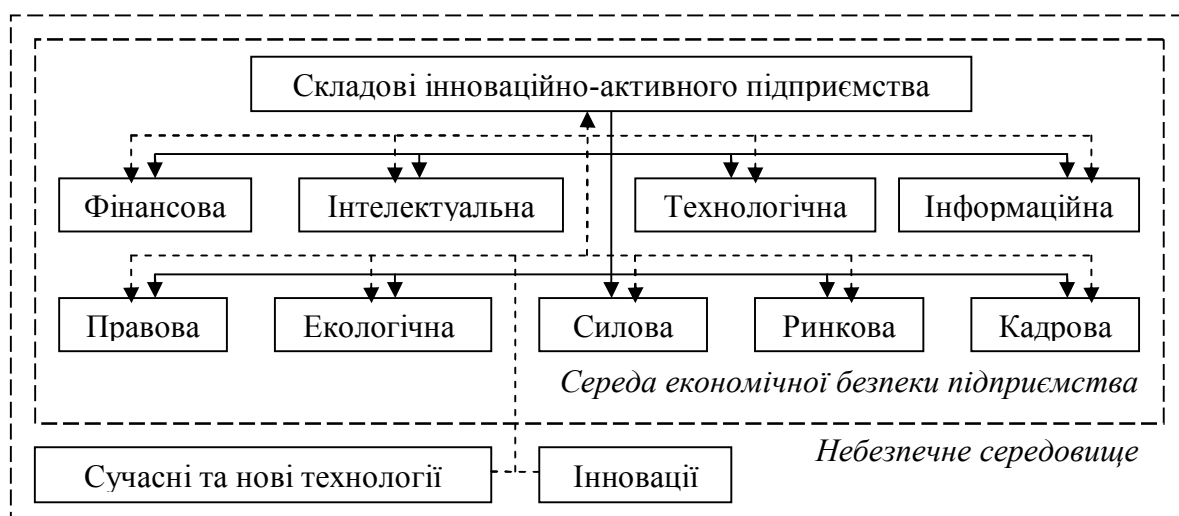 Складові інноваційно-активного підприємства
Фінансова
Інтелектуальна
Технологічна
Інформаційна
Правова
Екологічна
Силова
Ринкова
Кадрова
Середа економічної безпеки підприємства
Небезпечне середовище
Сучасні та нові технології
Інновації